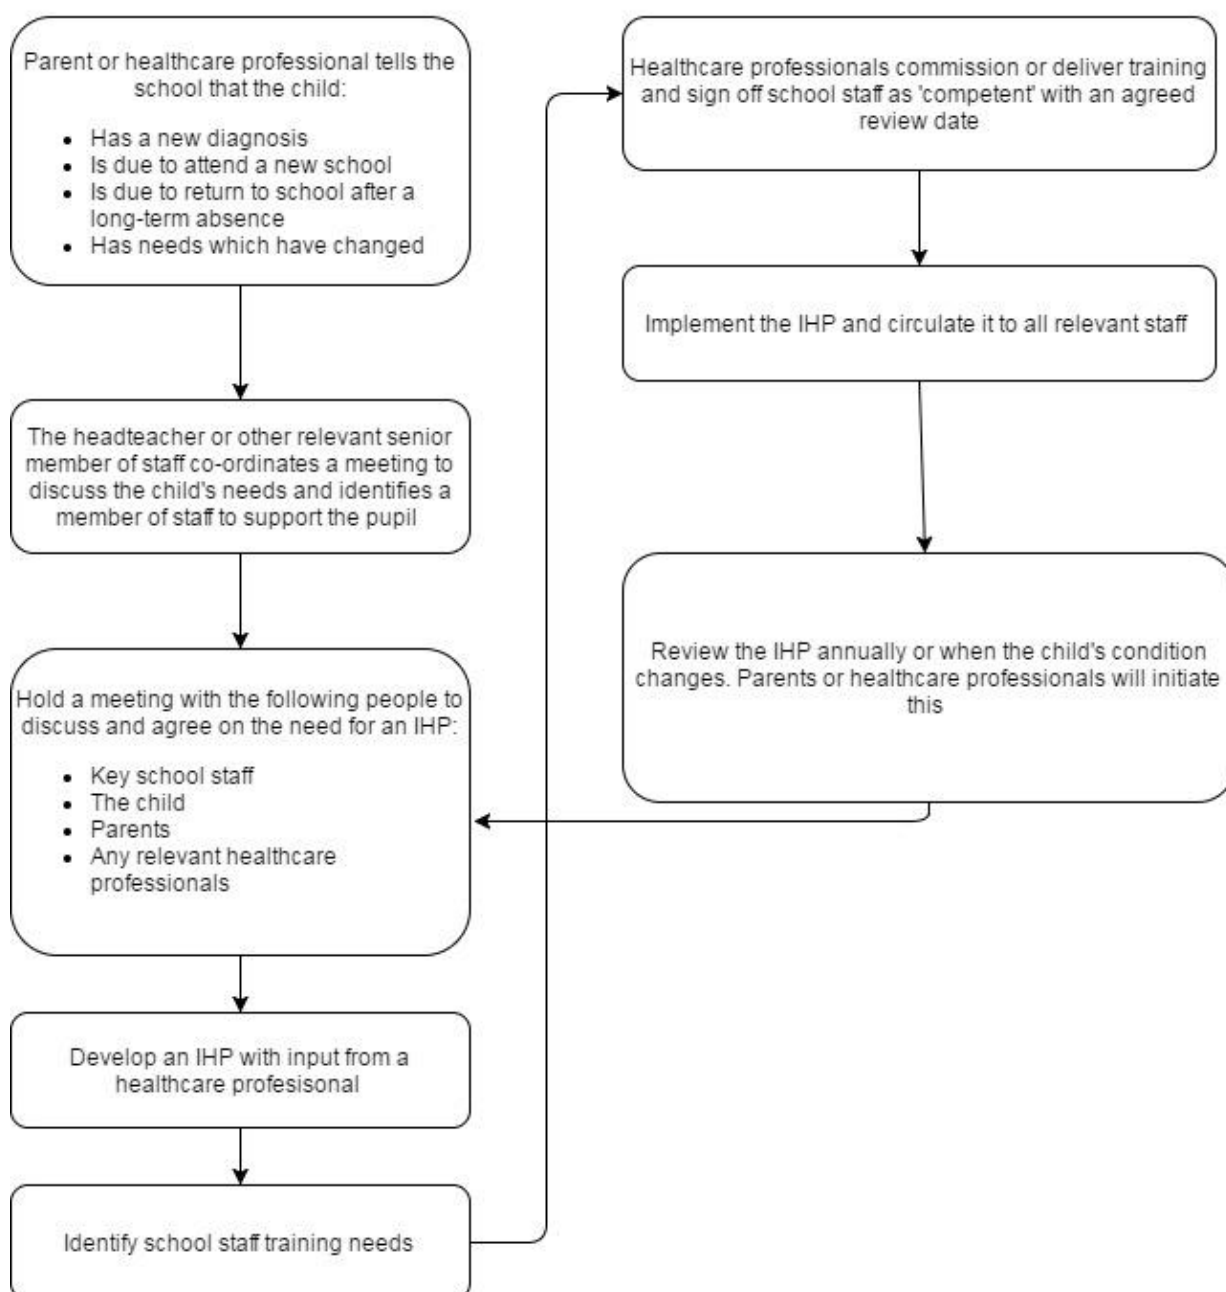 Parent or healthcare professional tells the
school that the child:
• Has a new diagnosis
• Is due to attend a new school
• Is due to return to school after a
long-term absence
• Has needs which have changed
The headteacher or other relevant senior
member of staff co-ordinates a meeting to
discuss the child's needs and identifies a
member of staff to support the pupil
Hold a meeting with the following people to
discuss and agree on the need for an IHP:
• Key school staff
• The child
• Parents
• Any relevant healthcare
professionals
Develop an IHP with input from a
healthcare profesisonal
Identify school staff training needs
Healthcare professionals commission or deliver training
and sign off school staff as 'competent' with an agreed
review date
Implement the IHP and circulate it to all relevant staff
Review the IHP annually or when the child's condition
changes. Parents or healthcare professionals will initiate
this